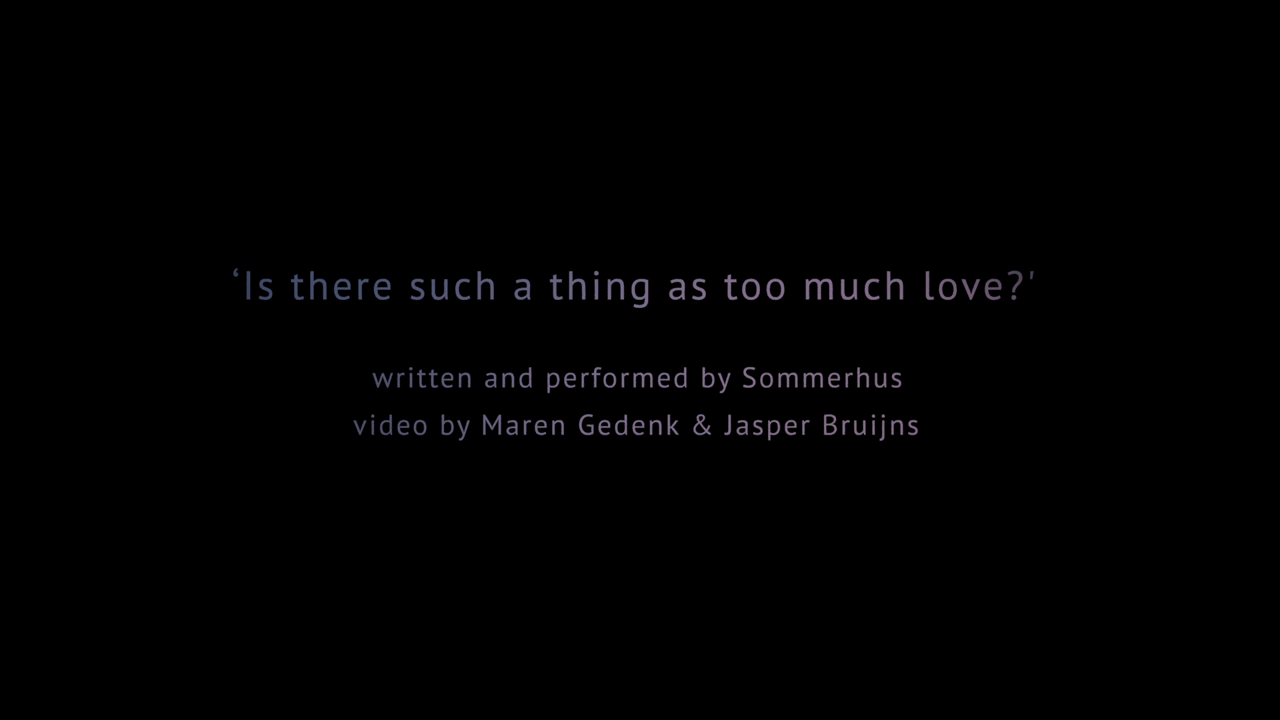 ‘Is there such a thing as too much love?'
written and performed by Sommerhus
video by Maren Gedenk & Jasper Bruijns